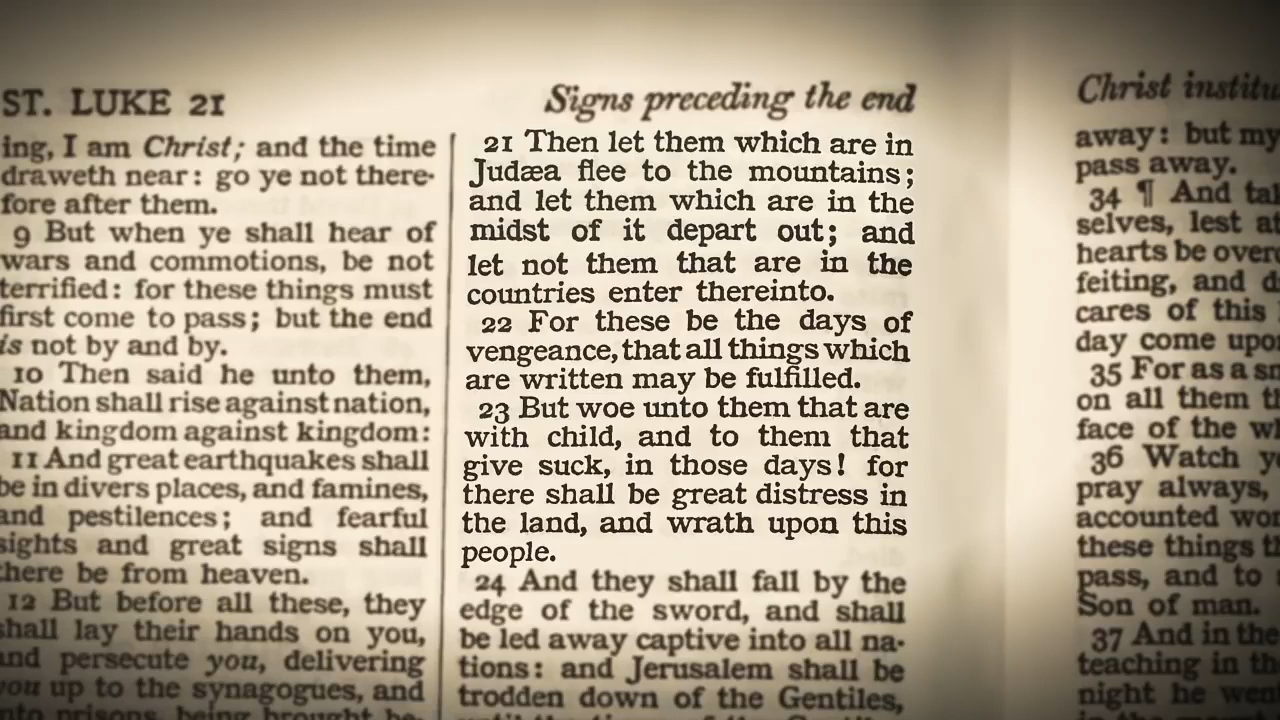 ST. LUKE 21
ing, I am Christ; and the time
draweth near: go ye not there-
fore after them.
9 But when ye shall hear of
wars and commotions, be not
terrified: for these things must
first come to pass; but the end
is not by and by.
10 Then said he unto them,
Nation shall rise against nation,
and kingdom against kingdom:
11 And great earthquakes shall
be in divers places, and famines,
and pestilences; and fearful
sights and great signs shall
there be from heaven.
12 But before all these, they
shall lay their hands on you,
and persecute you, delivering
you up to the synagogues, and
into prisons, being brought be-
Signs preceding the end
21 Then let them which are in
Judæa flee to the mountains;
and let them which are in the
midst of it depart out; and
let not them that are in the
countries enter thereinto.
22 For these be the days of
vengeance, that all things which
are written may be fulfilled.
23 But woe unto them that are
with child, and to them that
give suck, in those days! for
there shall be great distress in
the land, and wrath upon this
people.
24 And they shall fall by the
edge of the sword, and shall
be led away captive into all na-
tions: and Jerusalem shall be
trodden down of the Gentiles,
Christ institu
away: but my
pass away.
34 ¶ And tak
selves, lest at
hearts be over
feiting, and d
cares of this
day come upo
35 For as a sn
on all them th
face of the wh
36 Watch ye
pray always,
accounted wor
these things th
pass, and to
Son of man.
37 And in the
teaching in th
night he wen